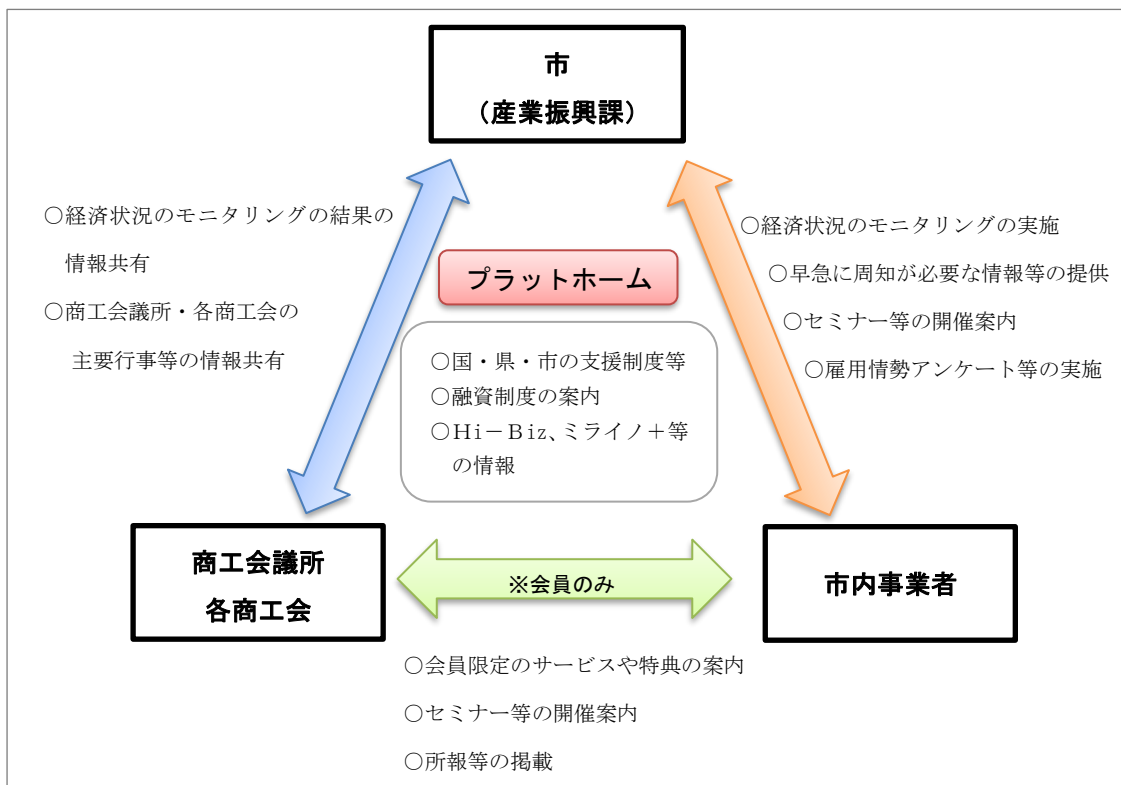 市
（産業振興課）
○経済状況のモニタリングの結果の
情報共有
○商工会議所・各商工会の
主要行事等の情報共有
○経済状況のモニタリングの実施
○早急に周知が必要な情報等の提供
○セミナー等の開催案内
○雇用情勢アンケート等の実施
プラットホーム
○国・県・市の支援制度等
○融資制度の案内
○Ｈi－Ｂiz、ミライノ＋等
の情報
商工会議所
各商工会
※会員のみ
市内事業者
○会員限定のサービスや特典の案内
○セミナー等の開催案内
○所報等の掲載